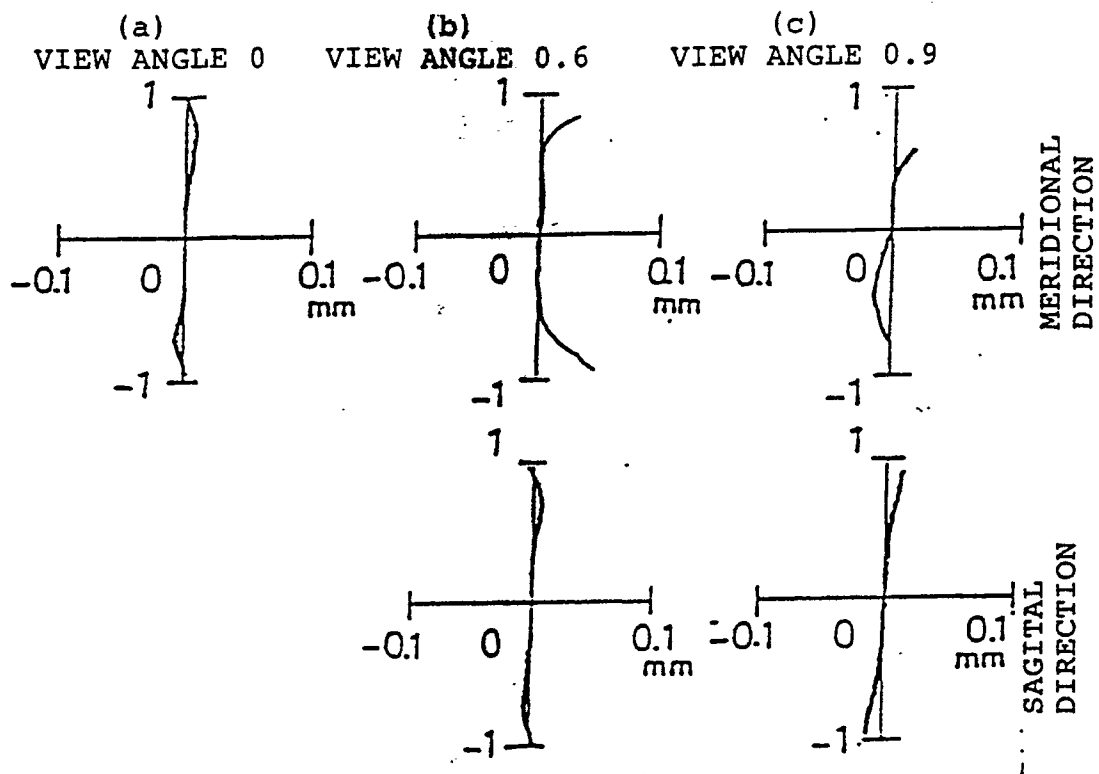 (a)
VIEW ANGLE 0
(b)
VIEW ANGLE 0.6
(c)
VIEW ANGLE 0.9
1
-0.1
0
0.1
mm
-1
1
-0.1
0
0.1
mm
-1
1
-0.1
0
0.1
mm
-1
MERIDIONAL
DIRECTION
1
-0.1
0
0.1
mm
-1
1
-0.1
0
0.1
mm
-1
SAGITAL
DIRECTION